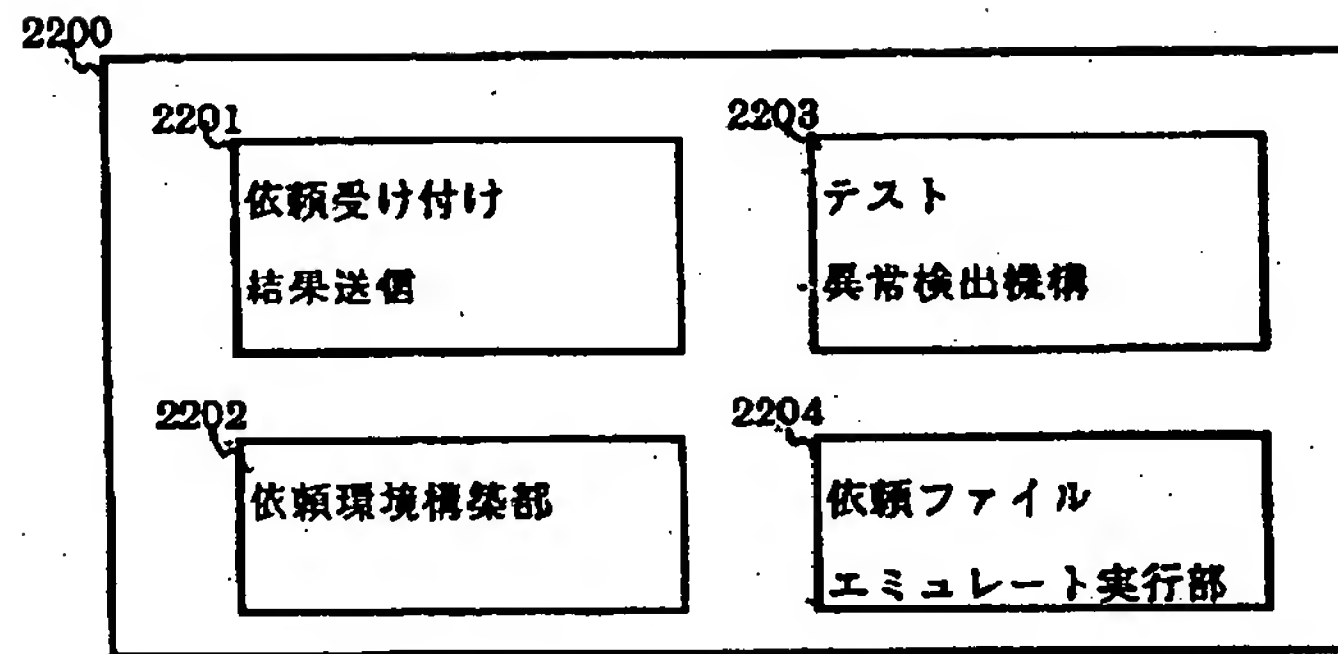 2200
2201
依頼受け付け
結果送信
2203
テスト
異常検出機構
2202
依頼環境構築部
2204
依頼ファイル
エミュレート実行部